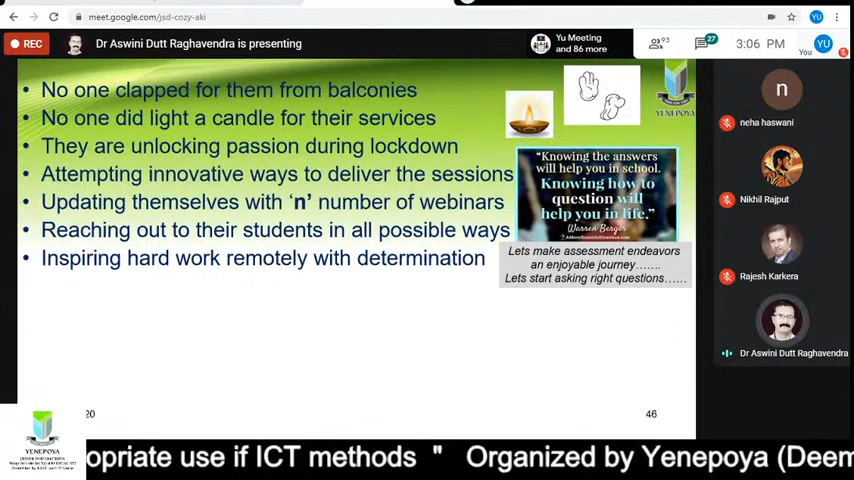 meet.google.com/jsd-cozy-aki
YU
REC
Dr Aswini Dutt Raghavendra is presenting
Yu Meeting
and 86 more
93
27
3:06 PM
You
YU
• No one clapped for them from balconies
• No one did light a candle for their services
• They are unlocking passion during lockdown
• Attempting innovative ways to deliver the sessions
• Updating themselves with ‘n’ number of webinars
• Reaching out to their students in all possible ways
• Inspiring hard work remotely with determination
YENEPOYA
“Knowing the answers
will help you in school.
Knowing how to
question will
help you in life.”
Warren Berger
Lets make assessment endeavors
an enjoyable journey…….
Lets start asking right questions……
n
neha haswani
Nikhil Rajput
Rajesh Karkera
Dr Aswini Dutt Raghavendra
20
46
YENEPOYA
opriate use if ICT methods " Organized by Yenepoya (Deem